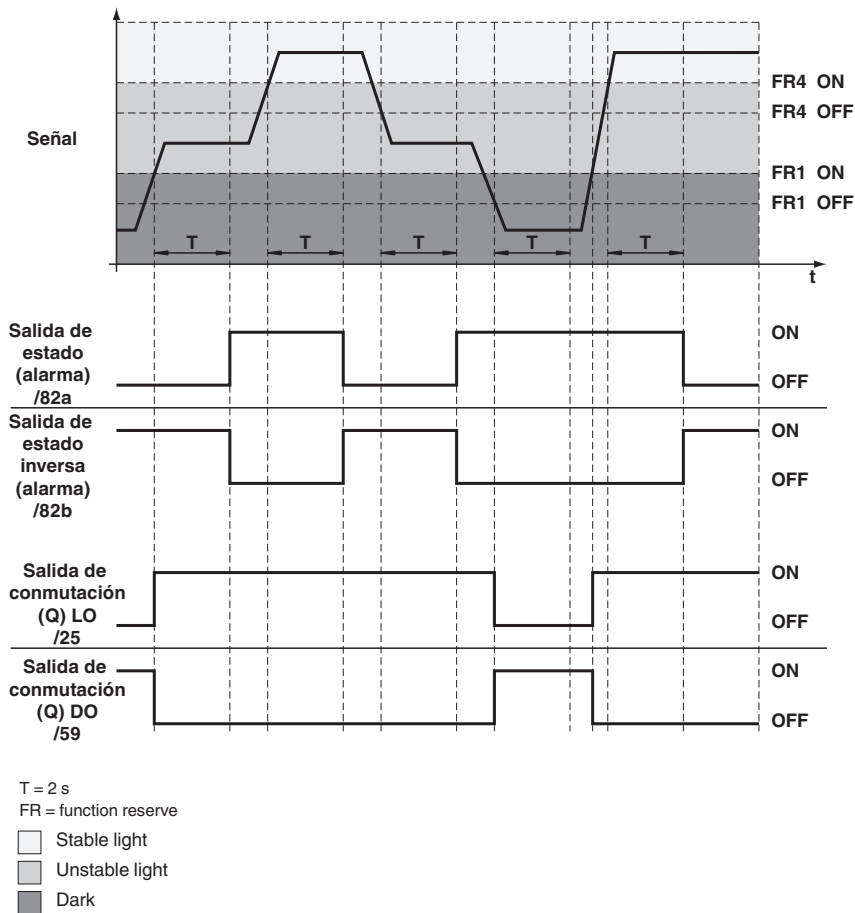 FR4 ON
FR4 OFF
Señal
FR1 ON
FR1 OFF
T T T T T
t
Salida de
estado
(alarma)
/82a
ON
OFF
Salida de
estado
inversa
(alarma)
/82b
ON
OFF
Salida de
conmutación
(Q) LO
/25
ON
OFF
Salida de
conmutación
(Q) DO
/59
ON
OFF
T = 2 s
FR = function reserve
Stable light
Unstable light
Dark